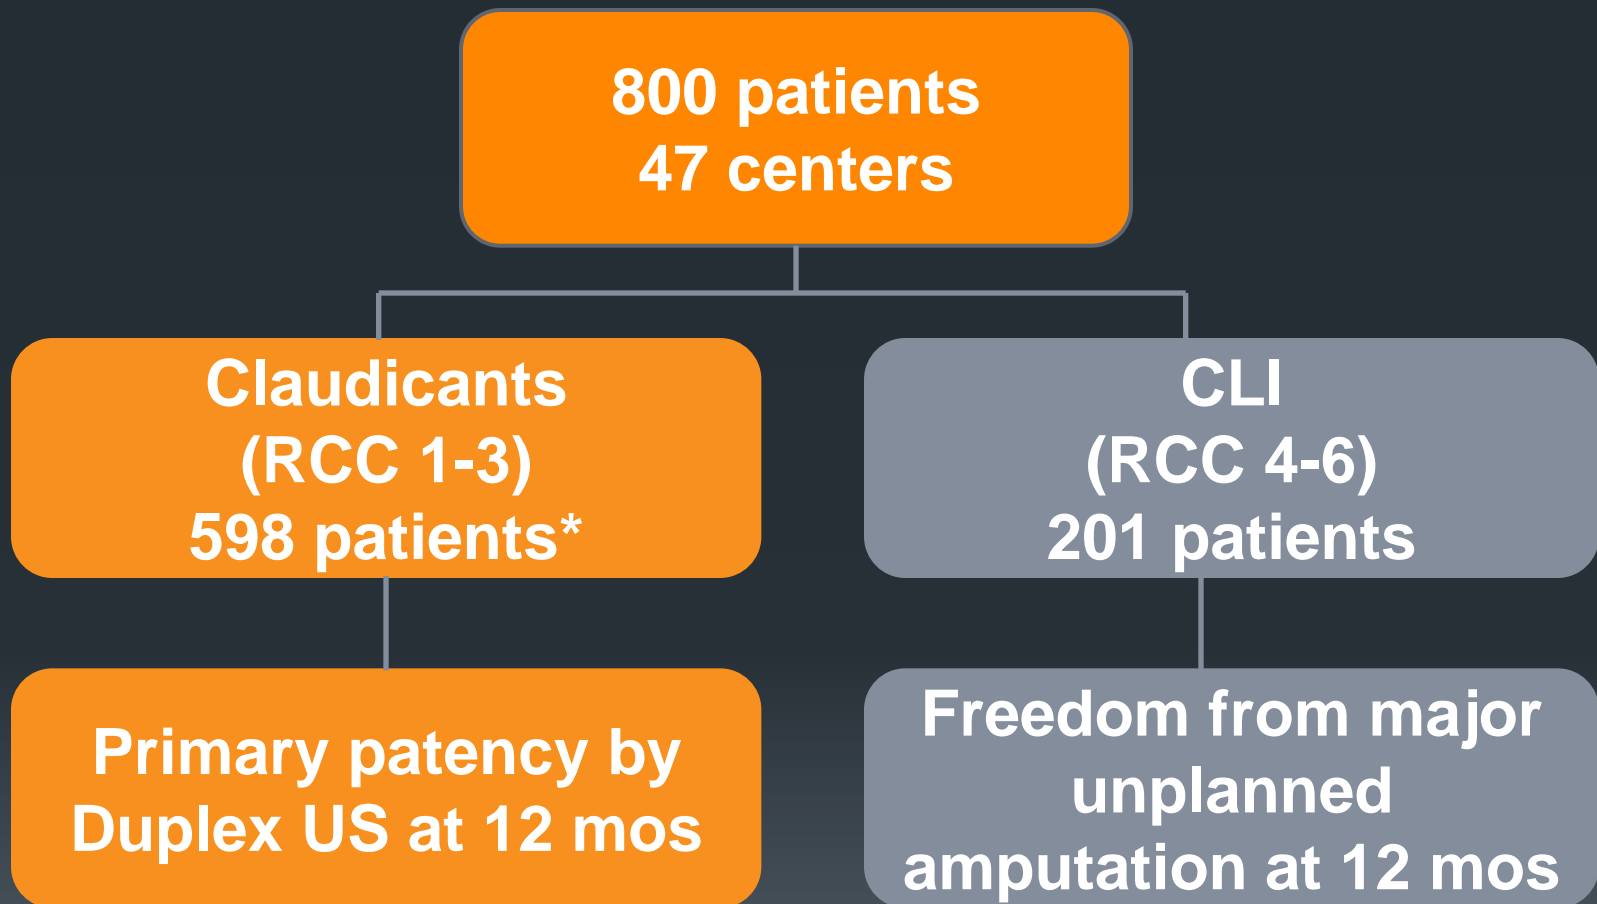 800 patients
47 centers
Claudicants
(RCC 1-3)
598 patients*
CLI
(RCC 4-6)
201 patients
Primary patency by
Duplex US at 12 mos
Freedom from major
unplanned
amputation at 12 mos